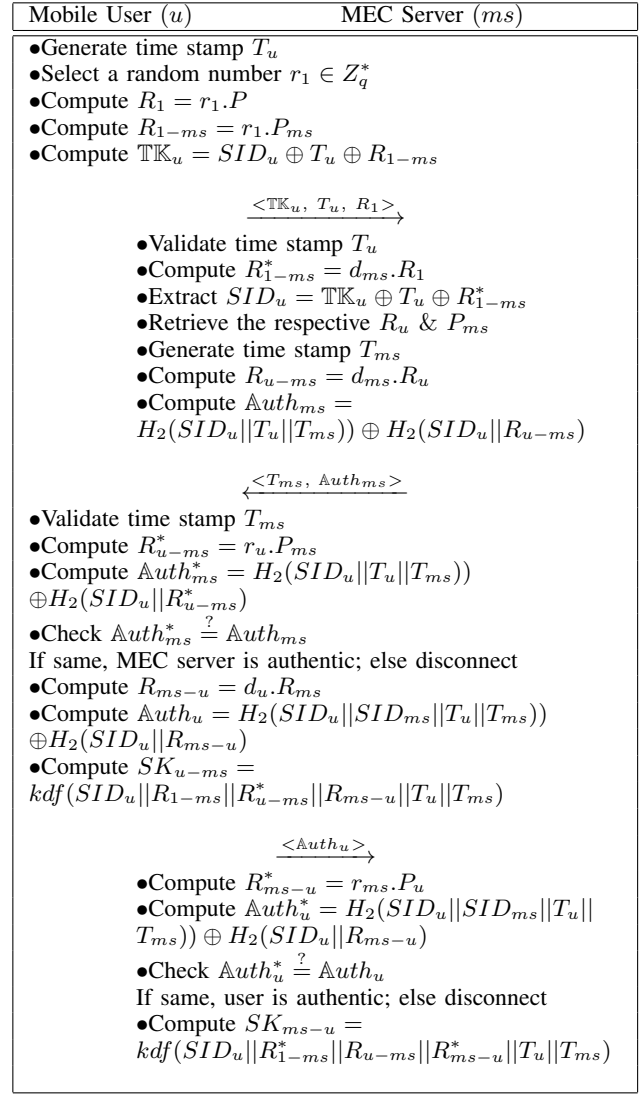 Mobile User (u) MEC Server (ms)
•Generate time stamp T_u
•Select a random number r_1 ∈ Z_q^*
•Compute R_1 = r_1.P
•Compute R_{1−ms} = r_1.P_{ms}
•Compute 𝕋𝕂_u = SID_u ⊕ T_u ⊕ R_{1−ms}
<𝕋𝕂_u, T_u, R_1>
•Validate time stamp T_u
•Compute R^*_{1−ms} = d_{ms}.R_1
•Extract SID_u = 𝕋𝕂_u ⊕ T_u ⊕ R^*_{1−ms}
•Retrieve the respective R_u & P_{ms}
•Generate time stamp T_{ms}
•Compute R_{u−ms} = d_{ms}.R_u
•Compute 𝔸uth_{ms} =
H_2(SID_u||T_u||T_{ms})) ⊕ H_2(SID_u||R_{u−ms})
<T_{ms}, 𝔸uth_{ms}>
•Validate time stamp T_{ms}
•Compute R^*_{u−ms} = r_u.P_{ms}
•Compute 𝔸uth^*_{ms} = H_2(SID_u||T_u||T_{ms}))
⊕H_2(SID_u||R^*_{u−ms})
•Check 𝔸uth^*_{ms} ≟ 𝔸uth_{ms}
If same, MEC server is authentic; else disconnect
•Compute R_{ms−u} = d_u.R_{ms}
•Compute 𝔸uth_u = H_2(SID_u||SID_{ms}||T_u||T_{ms}))
⊕H_2(SID_u||R_{ms−u})
•Compute SK_{u−ms} =
kdf(SID_u||R_{1−ms}||R^*_{u−ms}||R_{ms−u}||T_u||T_{ms})
<𝔸uth_u>
•Compute R^*_{ms−u} = r_{ms}.P_u
•Compute 𝔸uth^*_u = H_2(SID_u||SID_{ms}||T_u||
T_{ms})) ⊕ H_2(SID_u||R_{ms−u})
•Check 𝔸uth^*_u ≟ 𝔸uth_u
If same, user is authentic; else disconnect
•Compute SK_{ms−u} =
kdf(SID_u||R^*_{1−ms}||R_{u−ms}||R^*_{ms−u}||T_u||T_{ms})